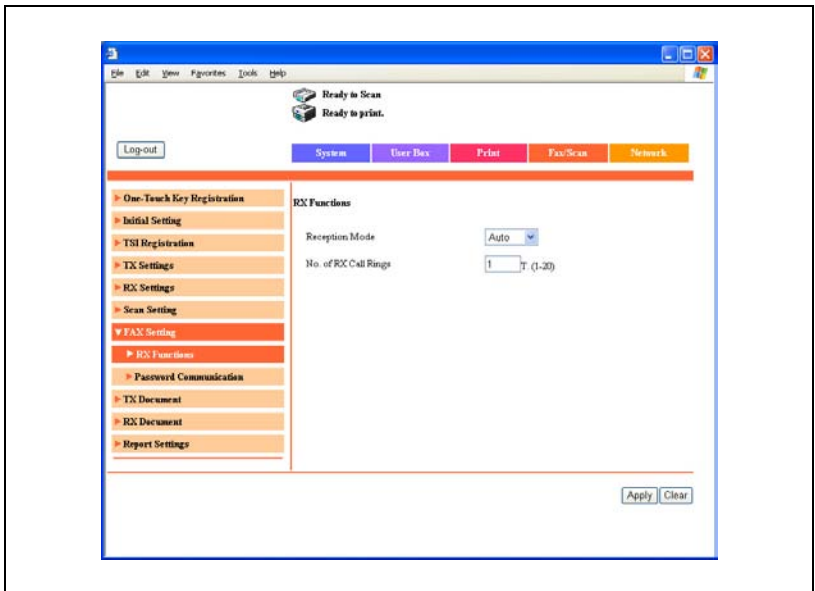 File Edit View Favorites Tools Help
Ready to Scan
Ready to print.
Log-out
System User Box Print Fax/Scan Network
One-Touch Key Registration
Initial Setting
TSI Registration
TX Settings
RX Settings
Scan Setting
FAX Setting
RX Functions
Password Communication
TX Document
RX Document
Report Settings
RX Functions
Reception Mode Auto
No. of RX Call Rings 1 T. (1-20)
Apply Clear